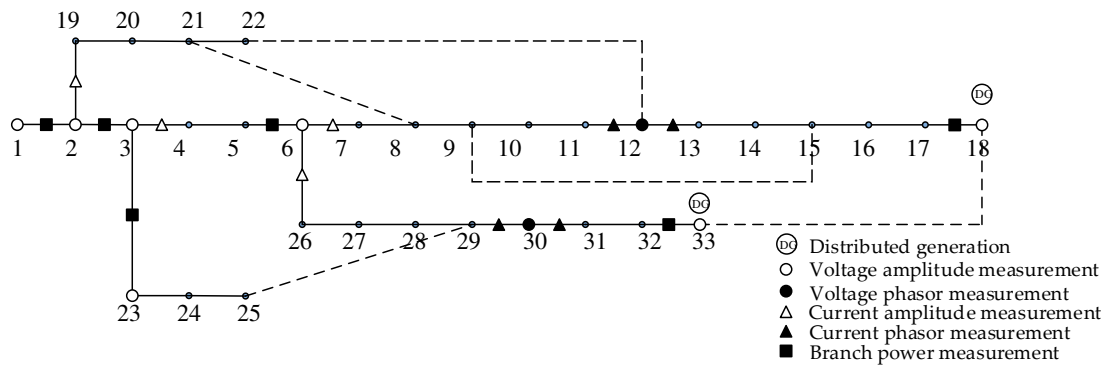 19 20 21 22
DG
1 2 3 4 5 6 7 8 9 10 11 12 13 14 15 16 17 18
DG
26 27 28 29 30 31 32 33
23 24 25
DG Distributed generation
Voltage amplitude measurement
Voltage phasor measurement
Current amplitude measurement
Current phasor measurement
Branch power measurement